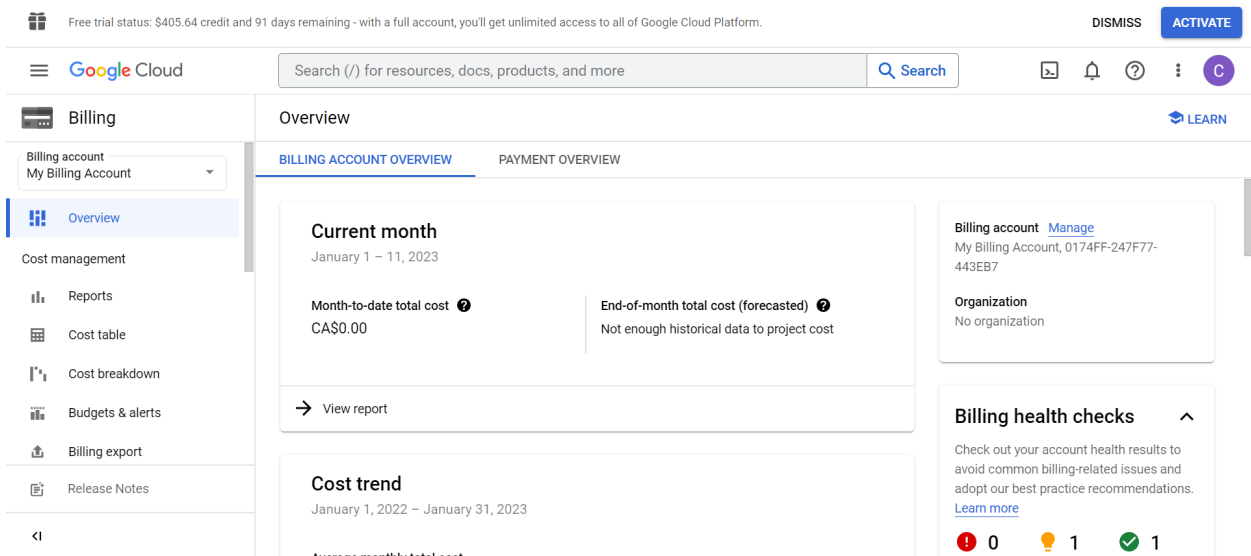 Free trial status: $405.64 credit and 91 days remaining - with a full account, you'll get unlimited access to all of Google Cloud Platform.
DISMISS
ACTIVATE
Google Cloud
Search (/) for resources, docs, products, and more
Search
C
Billing
Billing account
My Billing Account
Overview
Cost management
Reports
Cost table
Cost breakdown
Budgets & alerts
Billing export
Release Notes
Overview
LEARN
BILLING ACCOUNT OVERVIEW
PAYMENT OVERVIEW
Current month
January 1 – 11, 2023
Month-to-date total cost
CA$0.00
End-of-month total cost (forecasted)
Not enough historical data to project cost
View report
Cost trend
January 1, 2022 – January 31, 2023
Average monthly total cost
Billing account Manage
My Billing Account, 0174FF-247F77-
443EB7
Organization
No organization
Billing health checks
Check out your account health results to
avoid common billing-related issues and
adopt our best practice recommendations.
Learn more
0
1
1